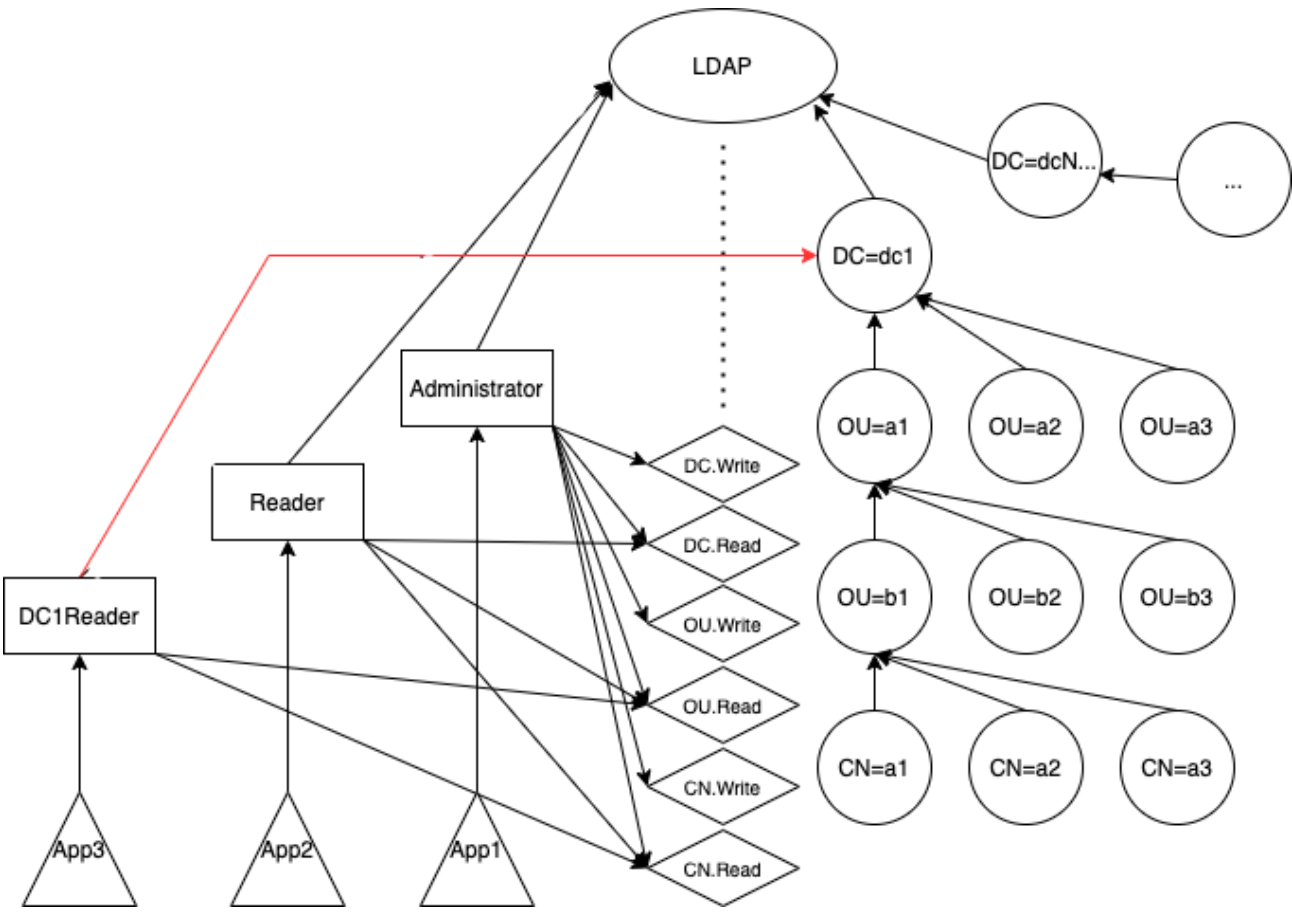 LDAP
DC=dcN...
...
DC=dc1
Administrator
OU=a1
OU=a2
OU=a3
DC.Write
Reader
DC.Read
DC1Reader
OU.Write
OU=b1
OU=b2
OU=b3
OU.Read
CN=a1
CN=a2
CN=a3
CN.Write
App3
App2
App1
CN.Read